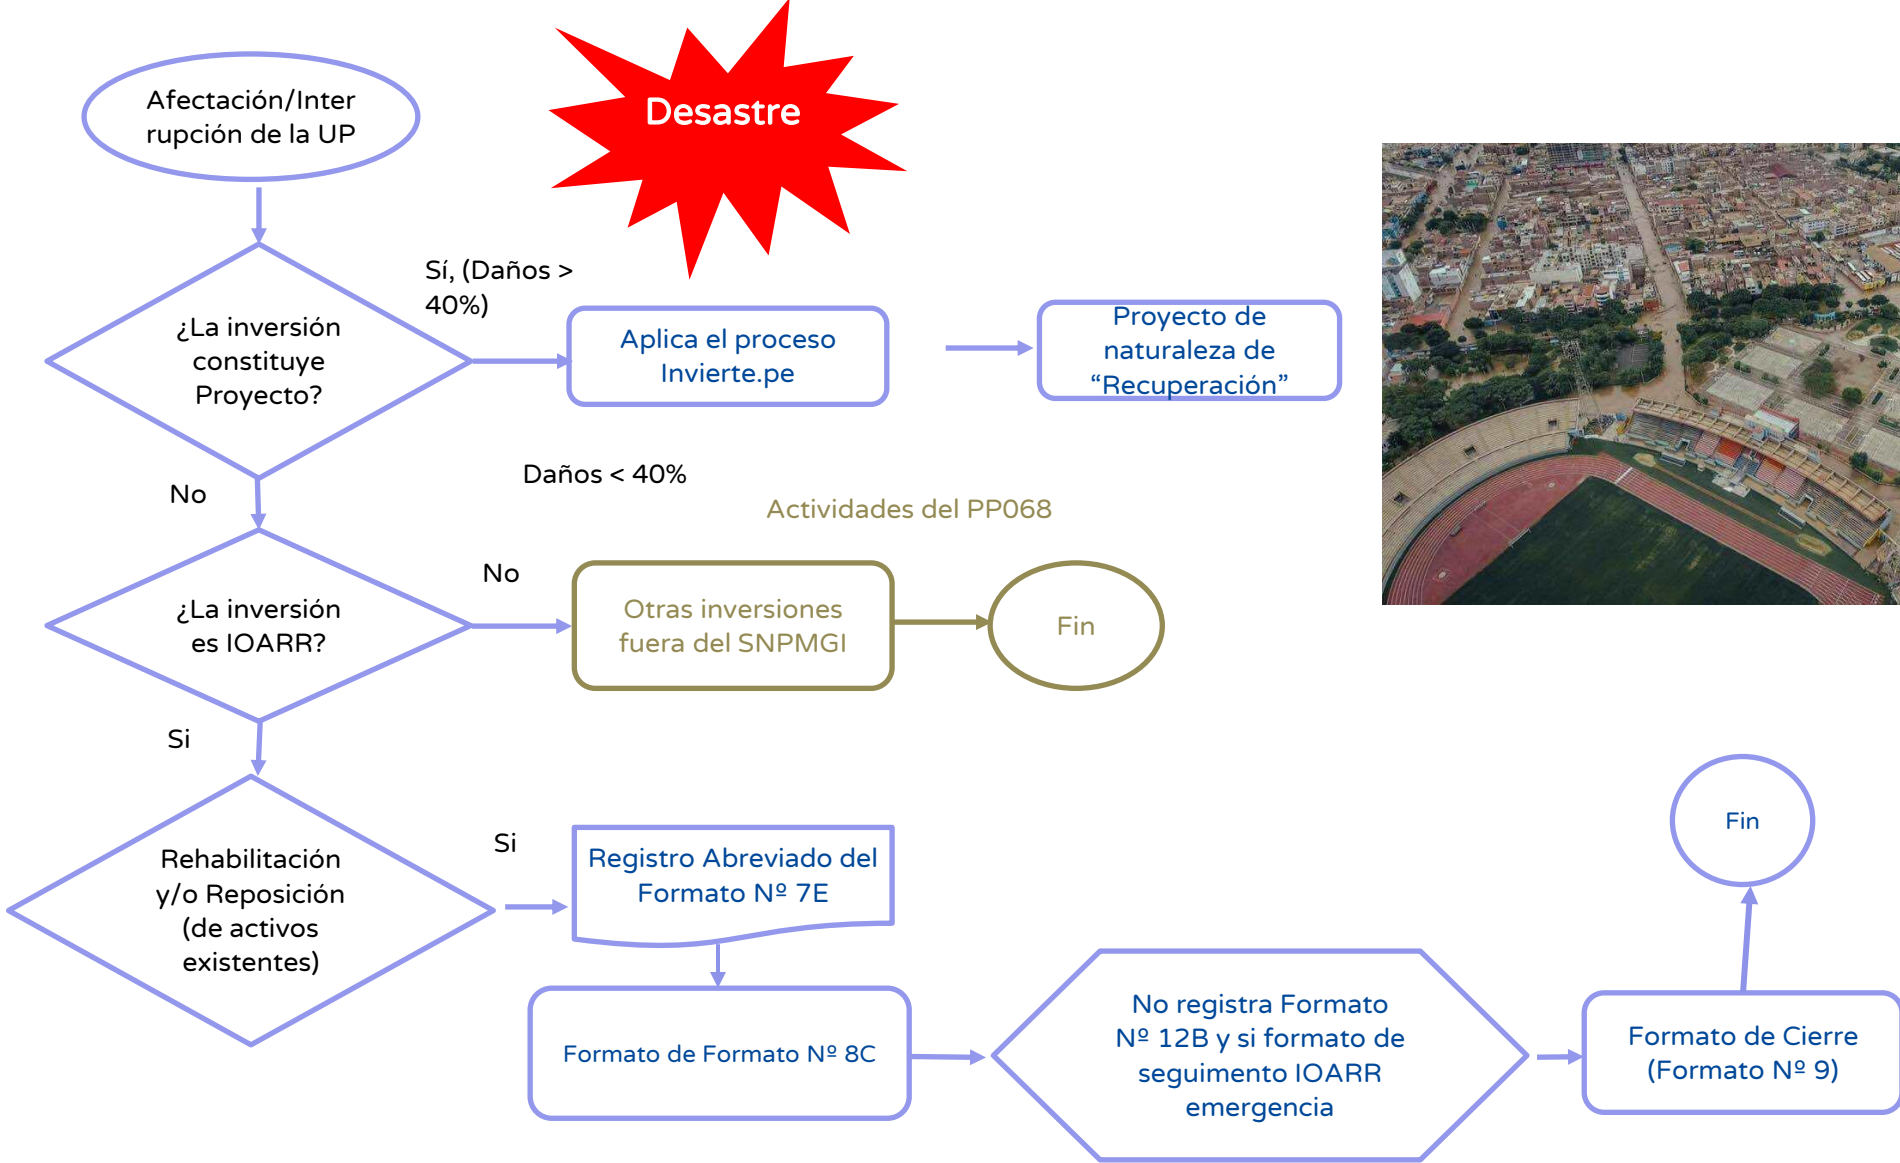 Desastre
Afectación/Inter
rupción de la UP
Sí, (Daños >
40%)
¿La inversión
constituye
Proyecto?
Aplica el proceso
Invierte.pe
Proyecto de
naturaleza de
“Recuperación”
No
Daños < 40%
Actividades del PP068
¿La inversión
es IOARR?
No
Otras inversiones
fuera del SNPMGI
Fin
Si
Rehabilitación
y/o Reposición
(de activos
existentes)
Si
Registro Abreviado del
Formato Nº 7E
Formato de Formato Nº 8C
No registra Formato
Nº 12B y si formato de
seguimento IOARR
emergencia
Formato de Cierre
(Formato Nº 9)
Fin